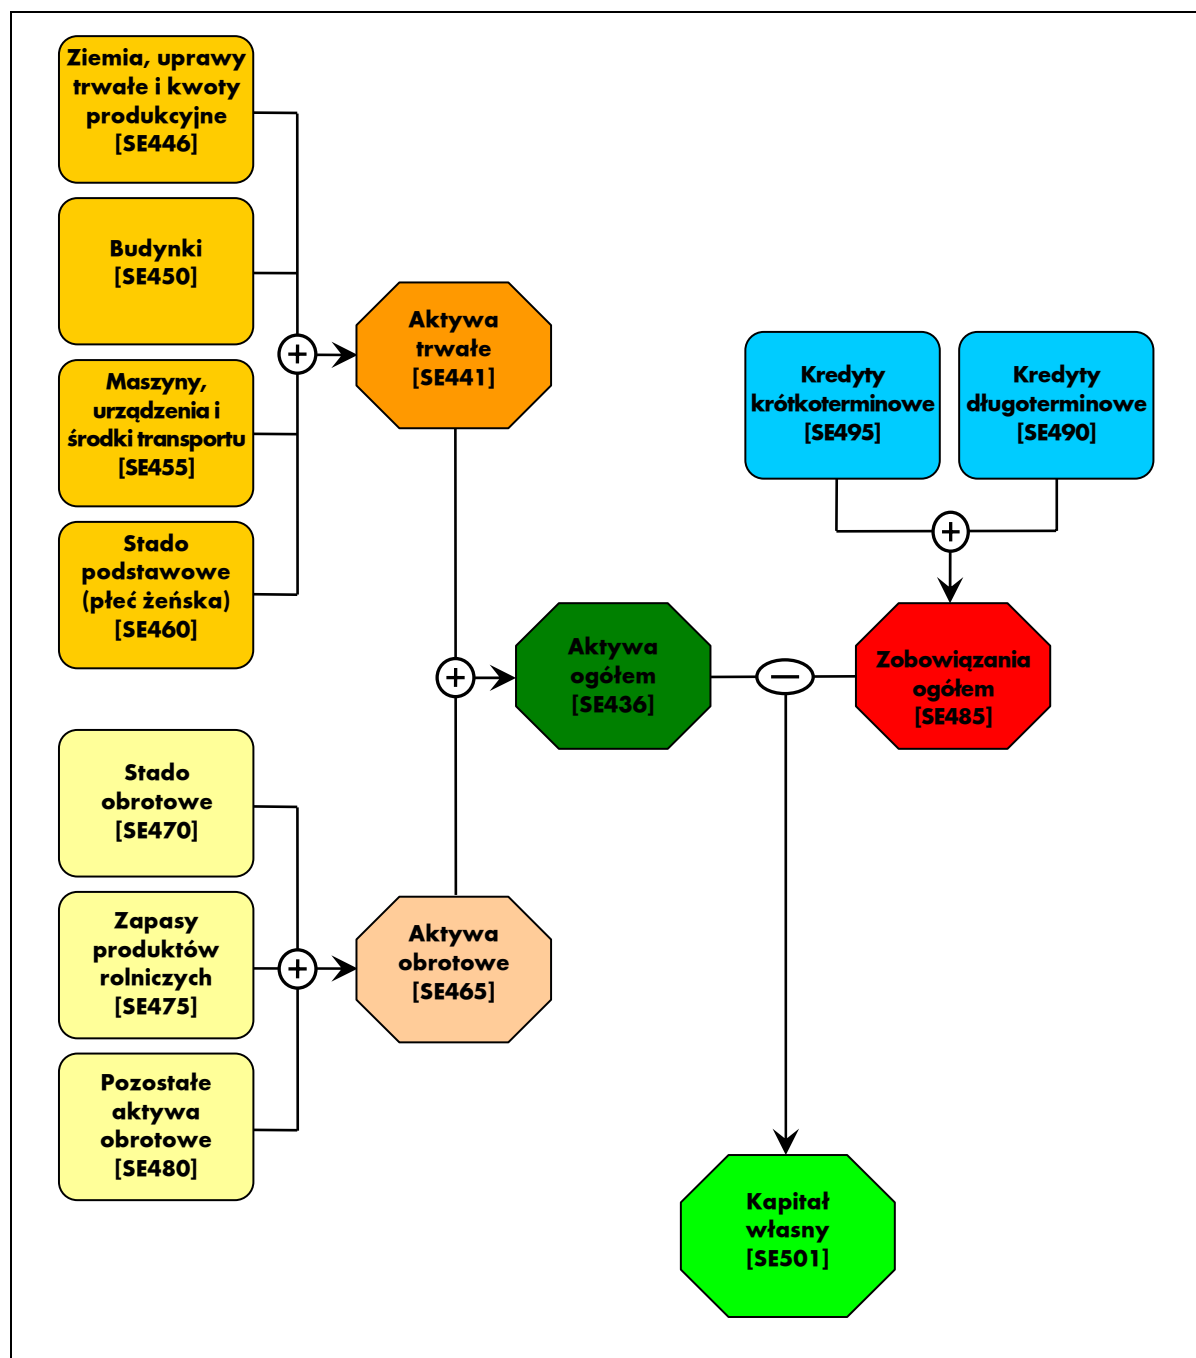 Ziemia, uprawy
trwałe i kwoty
produkcyjne
[SE446]
Budynki
[SE450]
Maszyny,
urządzenia i
środki transportu
[SE455]
Stado
podstawowe
(płeć żeńska)
[SE460]
Aktywa
trwałe
[SE441]
Kredyty
krótkoterminowe
[SE495]
Kredyty
długoterminowe
[SE490]
Aktywa
ogółem
[SE436]
Zobowiązania
ogółem
[SE485]
Stado
obrotowe
[SE470]
Zapasy
produktów
rolniczych
[SE475]
Pozostałe
aktywa
obrotowe
[SE480]
Aktywa
obrotowe
[SE465]
Kapitał
własny
[SE501]